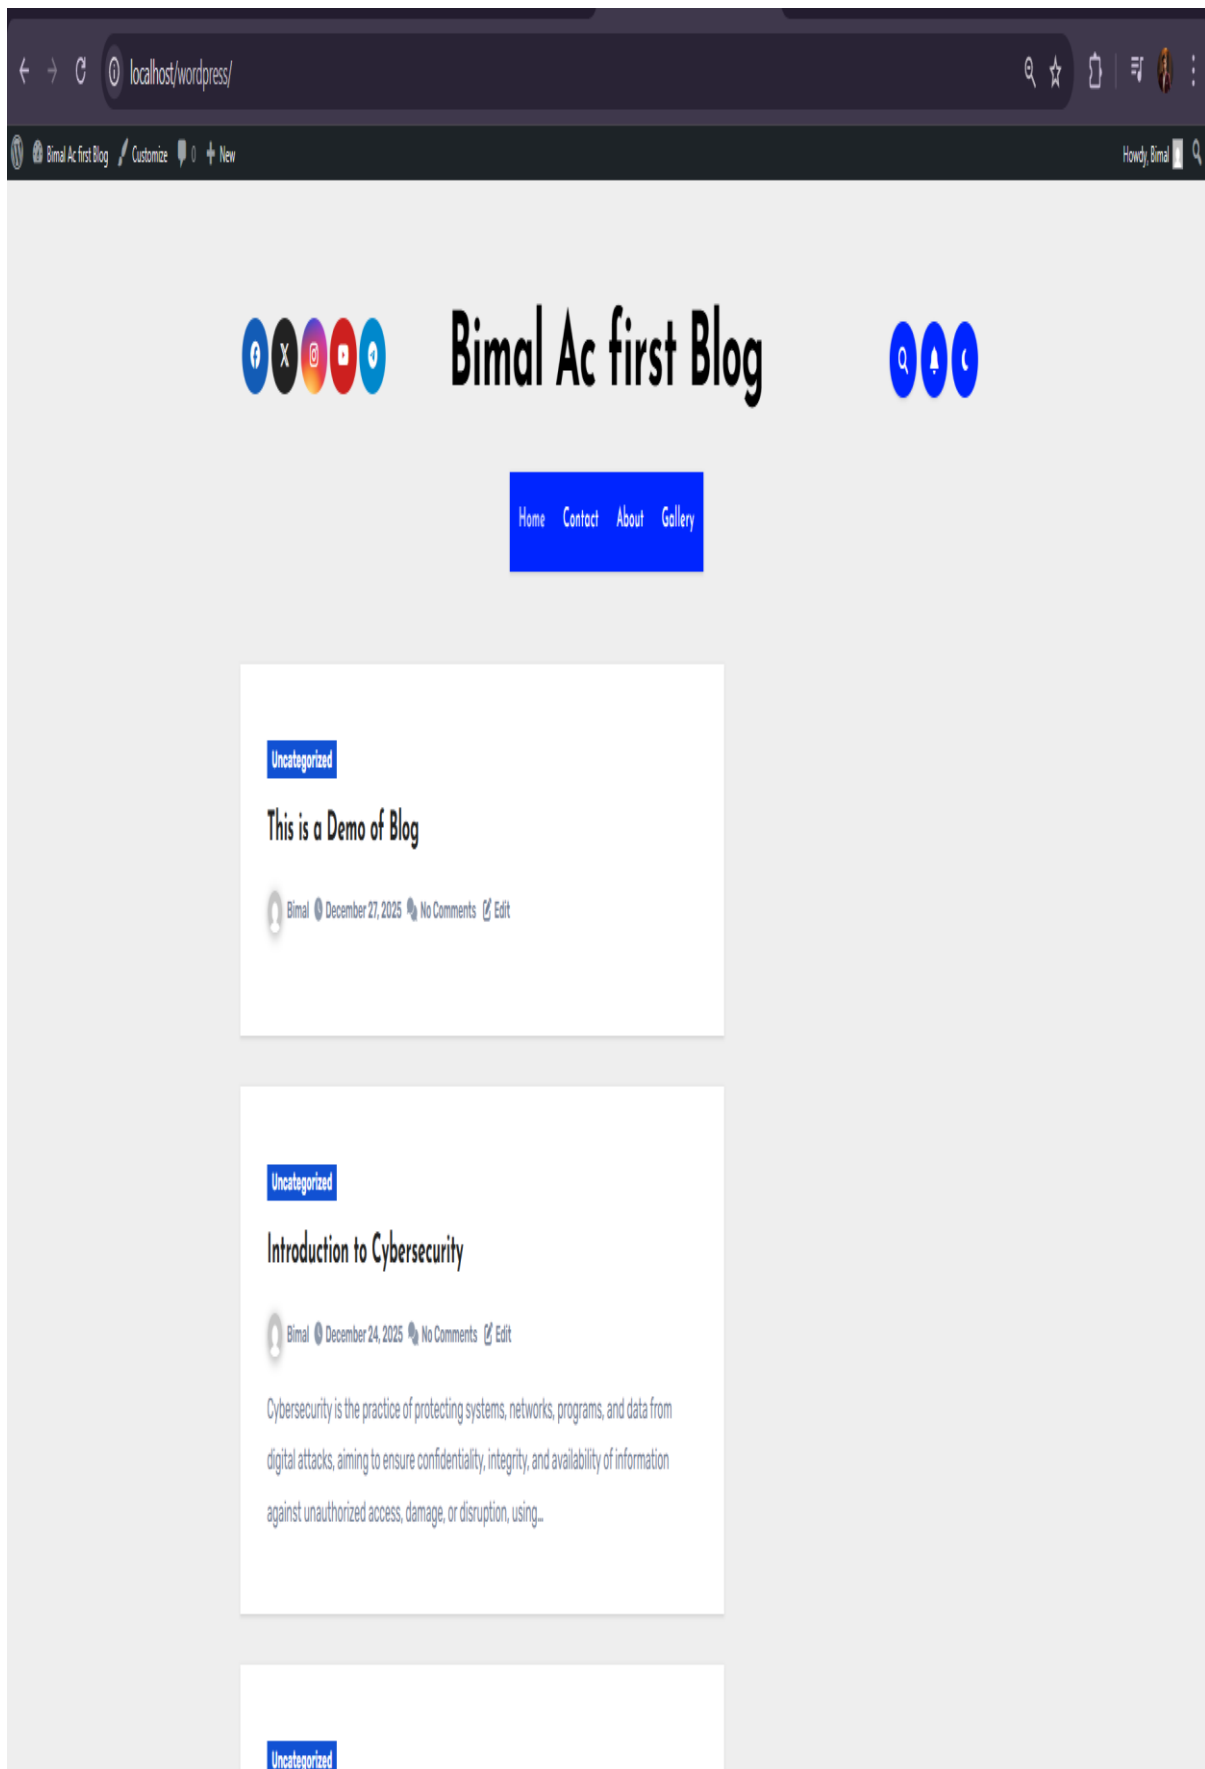 localhost/wordpress/
Bimal Ac first Blog Customize 0 New Howdy, Bimal
Bimal Ac first Blog
Home Contact About Gallery
Uncategorized
This is a Demo of Blog
Bimal December 27, 2025 No Comments Edit
Uncategorized
Introduction to Cybersecurity
Bimal December 24, 2025 No Comments Edit
Cybersecurity is the practice of protecting systems, networks, programs, and data from
digital attacks, aiming to ensure confidentiality, integrity, and availability of information
against unauthorized access, damage, or disruption, using...
Uncategorized